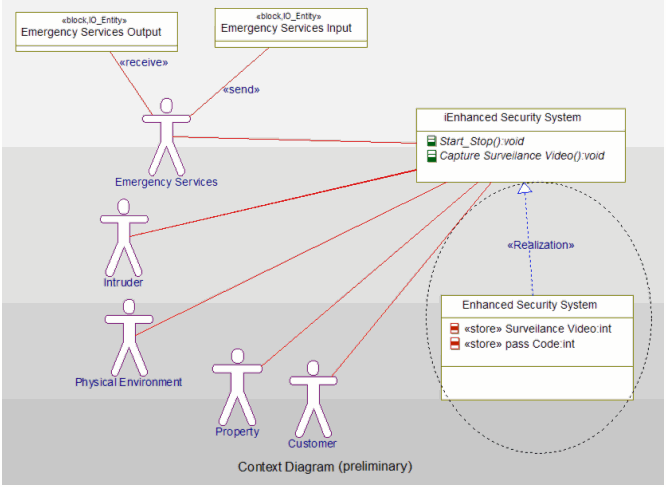 «block,IO_Entity»
Emergency Services Output
«block,IO_Entity»
Emergency Services Input
«receive»
«send»
Emergency Services
iEnhanced Security System
Start_Stop():void
Capture Surveilance Video():void
Intruder
«Realization»
Enhanced Security System
«store» Surveilance Video:int
«store» pass Code:int
Physical Environment
Property
Customer
Context Diagram (preliminary)